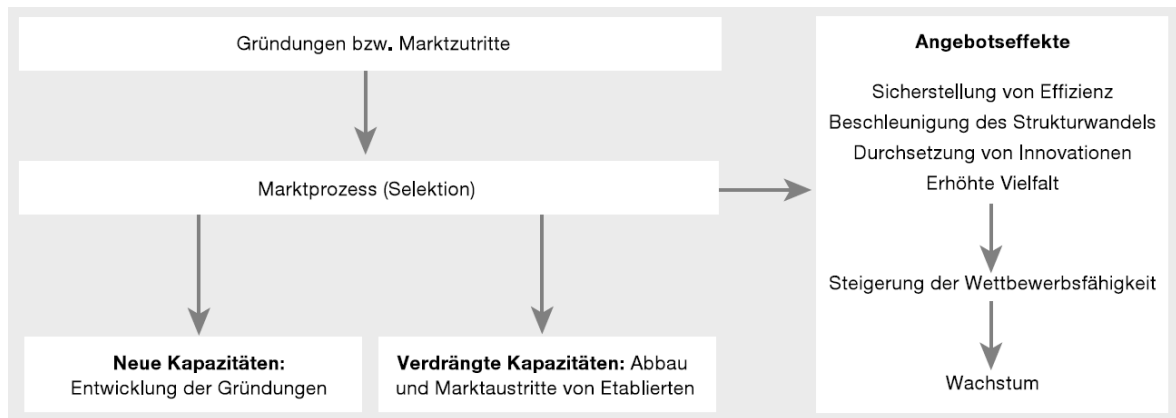 Gründungen bzw. Marktzutritte
Marktprozess (Selektion)
Neue Kapazitäten:
Entwicklung der Gründungen
Verdrängte Kapazitäten: Abbau
und Marktaustritte von Etablierten
Angebotseffekte
Sicherstellung von Effizienz
Beschleunigung des Strukturwandels
Durchsetzung von Innovationen
Erhöhte Vielfalt
Steigerung der Wettbewerbsfähigkeit
Wachstum